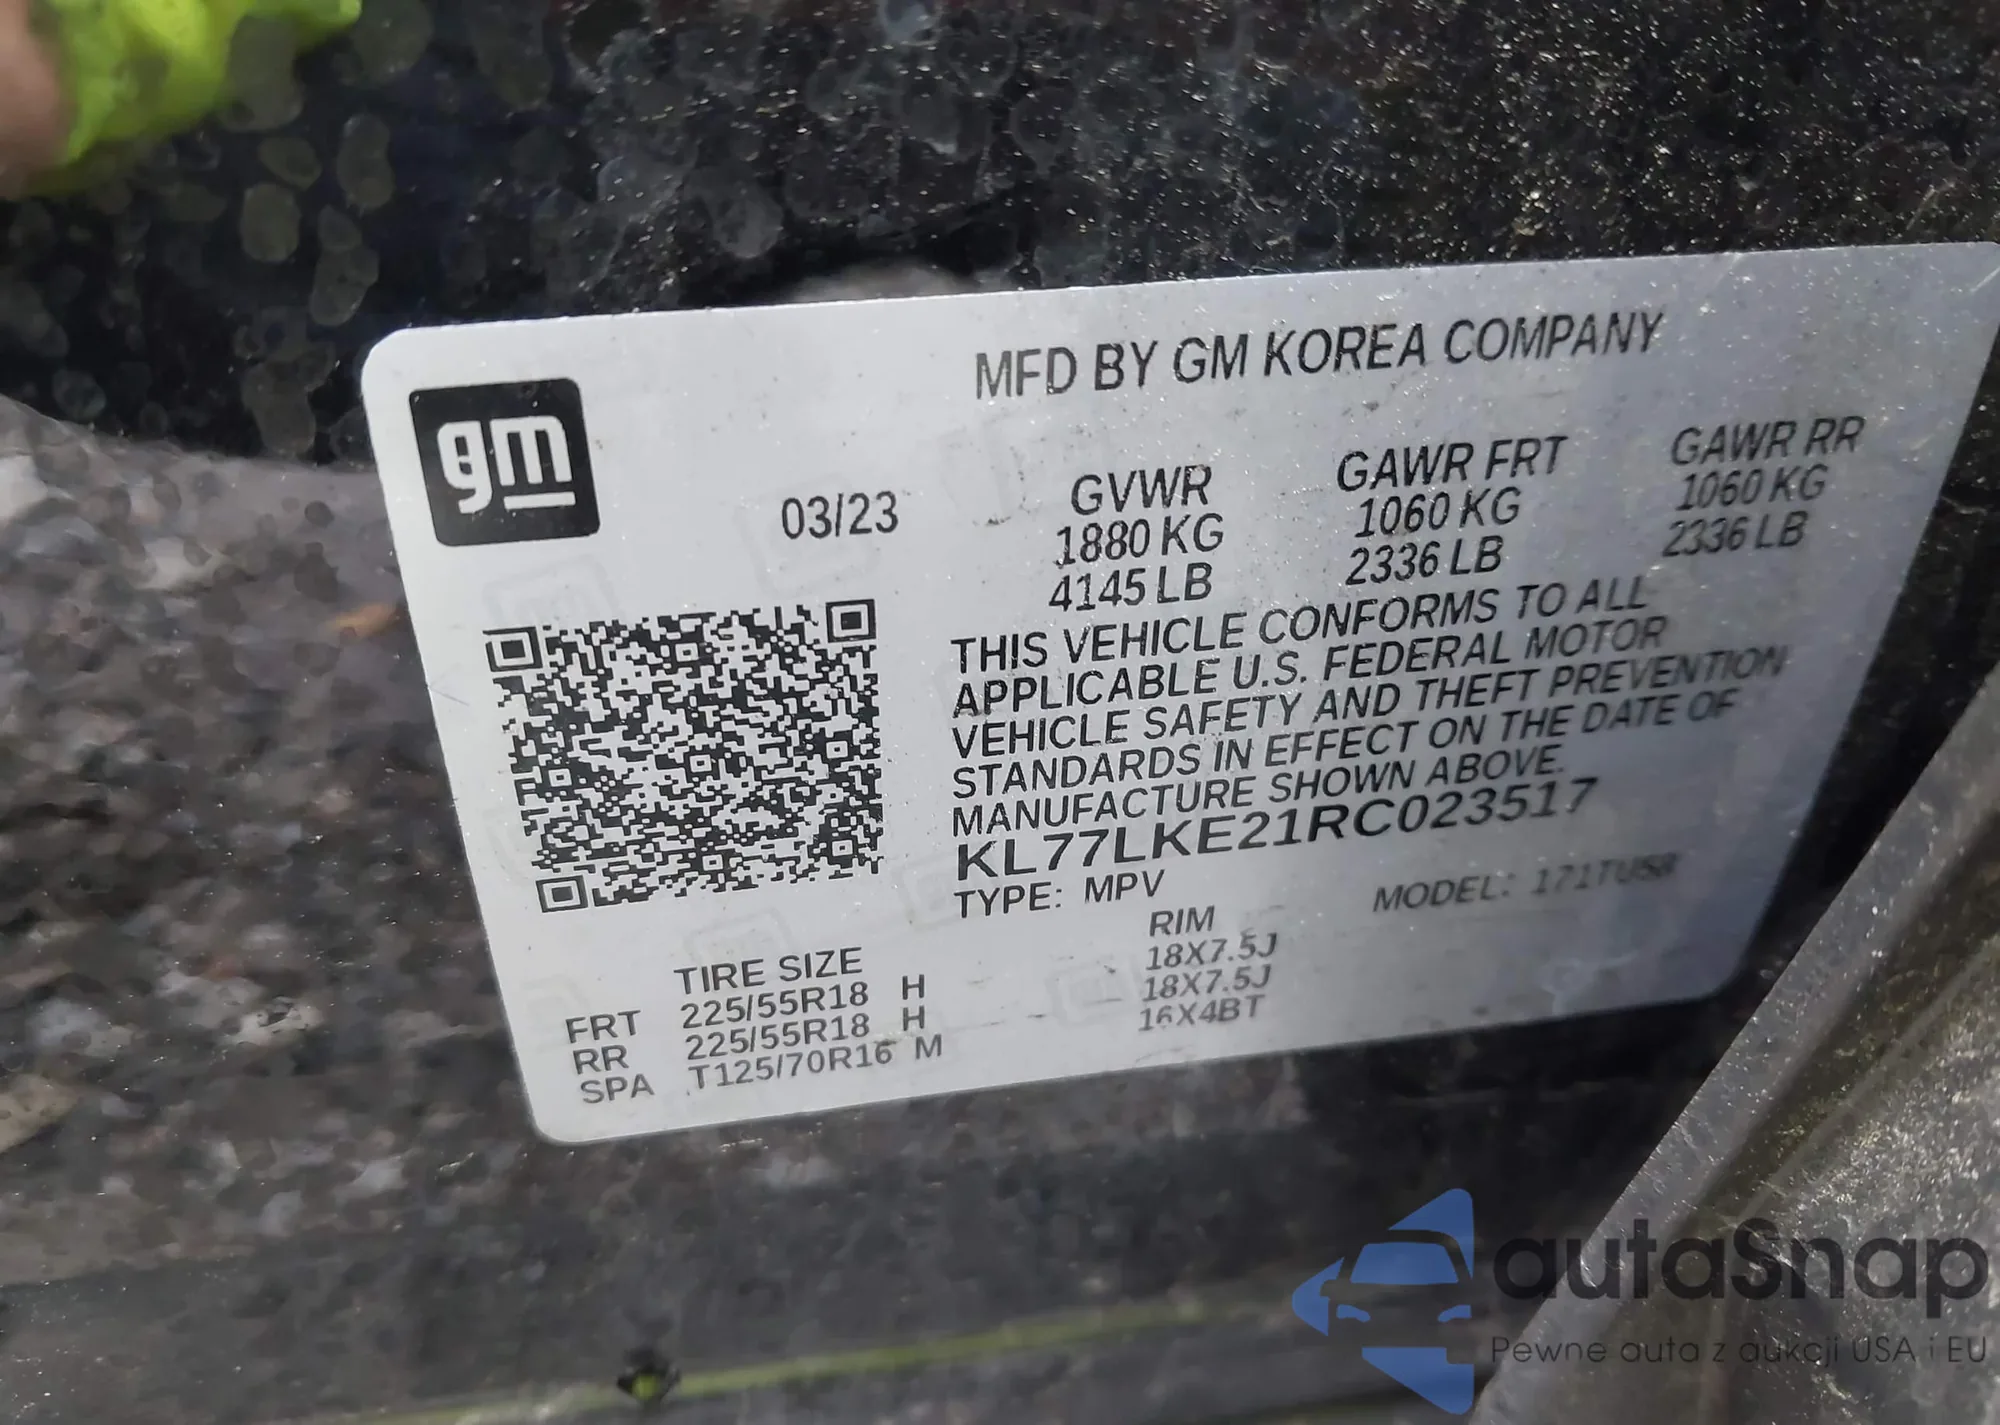 gm
MFD BY GM KOREA COMPANY
03/23
GVWR GAWR FRT GAWR RR
1880 KG 1060 KG 1060 KG
4145 LB 2336 LB 2336 LB
THIS VEHICLE CONFORMS TO ALL
APPLICABLE U.S. FEDERAL MOTOR
VEHICLE SAFETY AND THEFT PREVENTION
STANDARDS IN EFFECT ON THE DATE OF
MANUFACTURE SHOWN ABOVE.
KL77LKE21RC023517
TYPE: MPV MODEL:
TIRE SIZE RIM
FRT 225/55R18 H 18X7.5J
RR 225/55R18 H 18X7.5J
SPA T125/70R16 M 16X4BT
autaSnap
Pewne auta z aukcji USA i EU